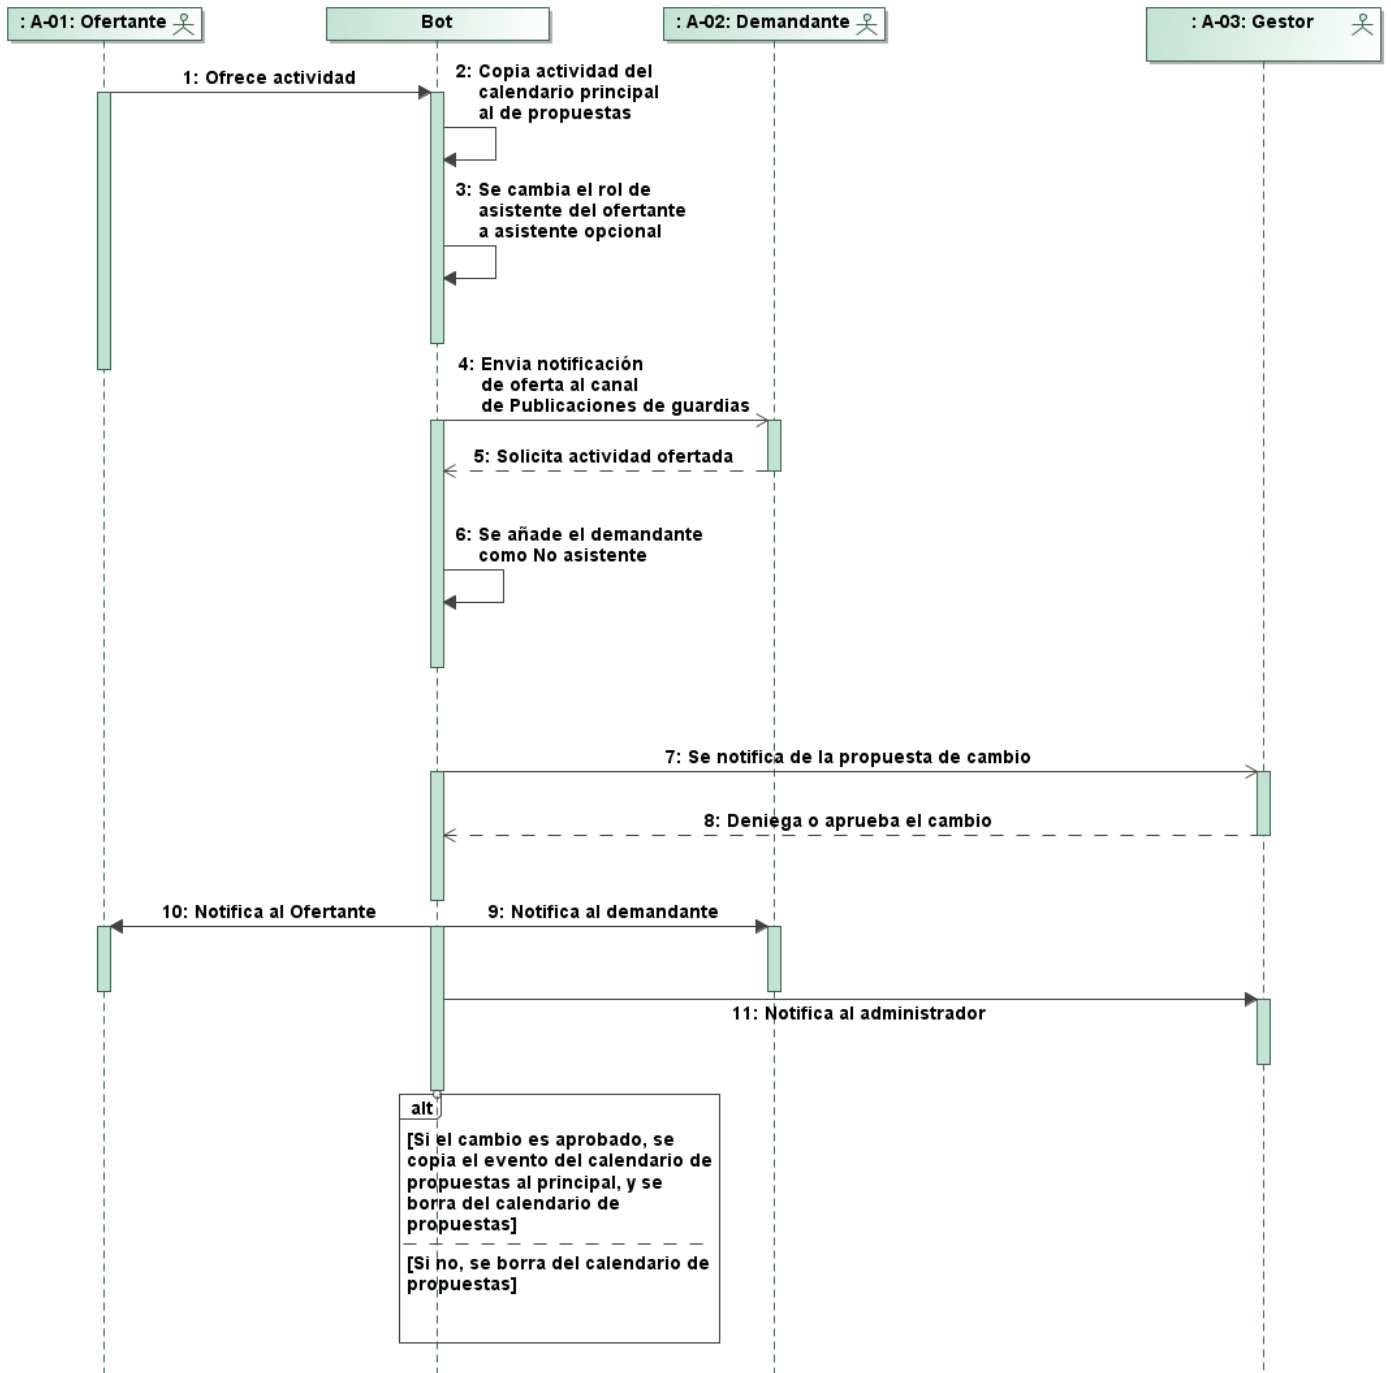 : A-01: Ofertante
Bot
: A-02: Demandante
: A-03: Gestor
1: Ofrece actividad
2: Copia actividad del
calendario principal
al de propuestas
3: Se cambia el rol de
asistente del ofertante
a asistente opcional
4: Envia notificación
de oferta al canal
de Publicaciones de guardias
5: Solicita actividad ofertada
6: Se añade el demandante
como No asistente
7: Se notifica de la propuesta de cambio
8: Deniega o aprueba el cambio
10: Notifica al Ofertante
9: Notifica al demandante
11: Notifica al administrador
alt
[Si el cambio es aprobado, se
copia el evento del calendario de
propuestas al principal, y se
borra del calendario de
propuestas]
[Si no, se borra del calendario de
propuestas]